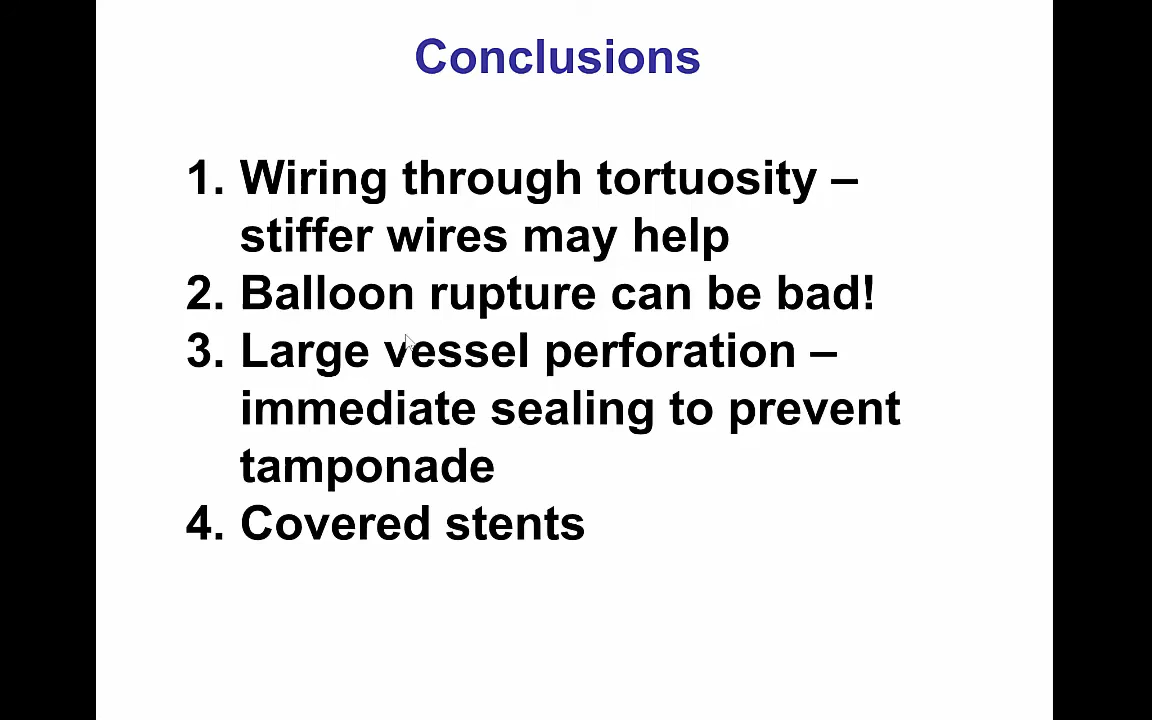 Conclusions
1. Wiring through tortuosity –
stiffer wires may help
2. Balloon rupture can be bad!
3. Large vessel perforation –
immediate sealing to prevent
tamponade
4. Covered stents